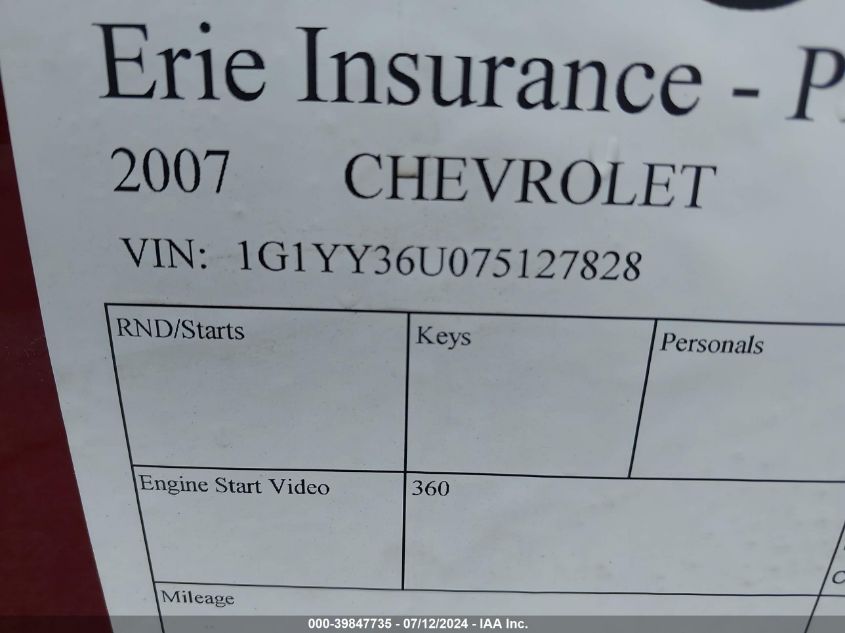 Erie Insurance -
2007 CHEVROLET
VIN: 1G1YY36U075127828
RND/Starts Keys Personals
Engine Start Video 360
Mileage
000-39847735 - 07/12/2024 - IAA Inc.